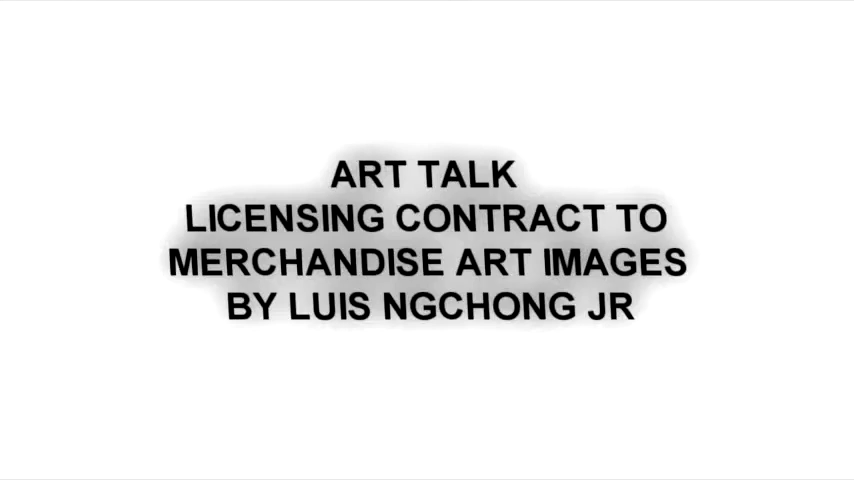 ART TALK
LICENSING CONTRACT TO
MERCHANDISE ART IMAGES
BY LUIS NGCHONG JR